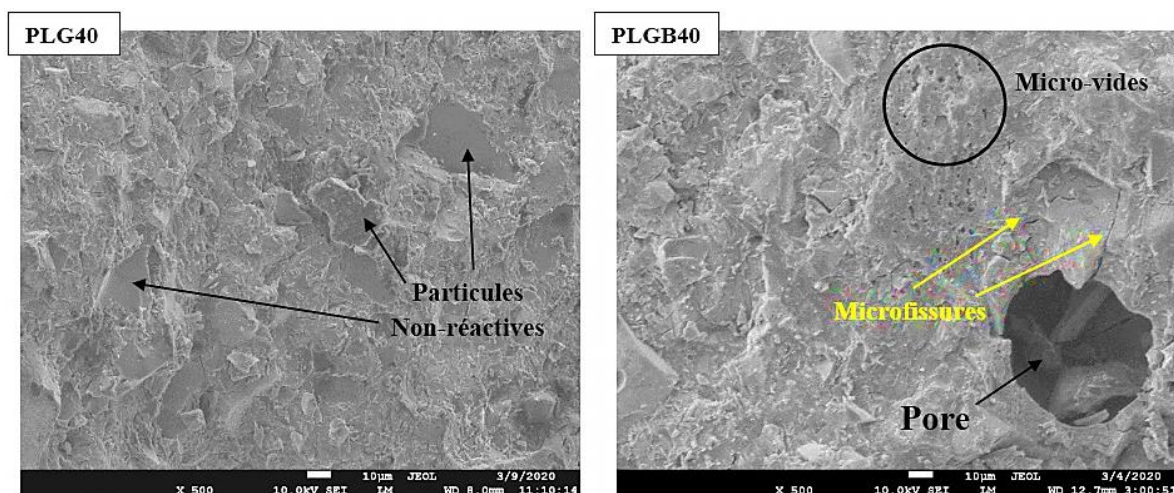 PLG40
Particules
Non-réactives
10µm JEOL 3/9/2020
X 500 10.0kV SEI LM WD 8.0mm 11:10:14
PLGB40
Micro-vides
Microfissures
Pore
10µm JEOL 3/4/2020
X 500 10.0kV SEI LM WD 12.7mm